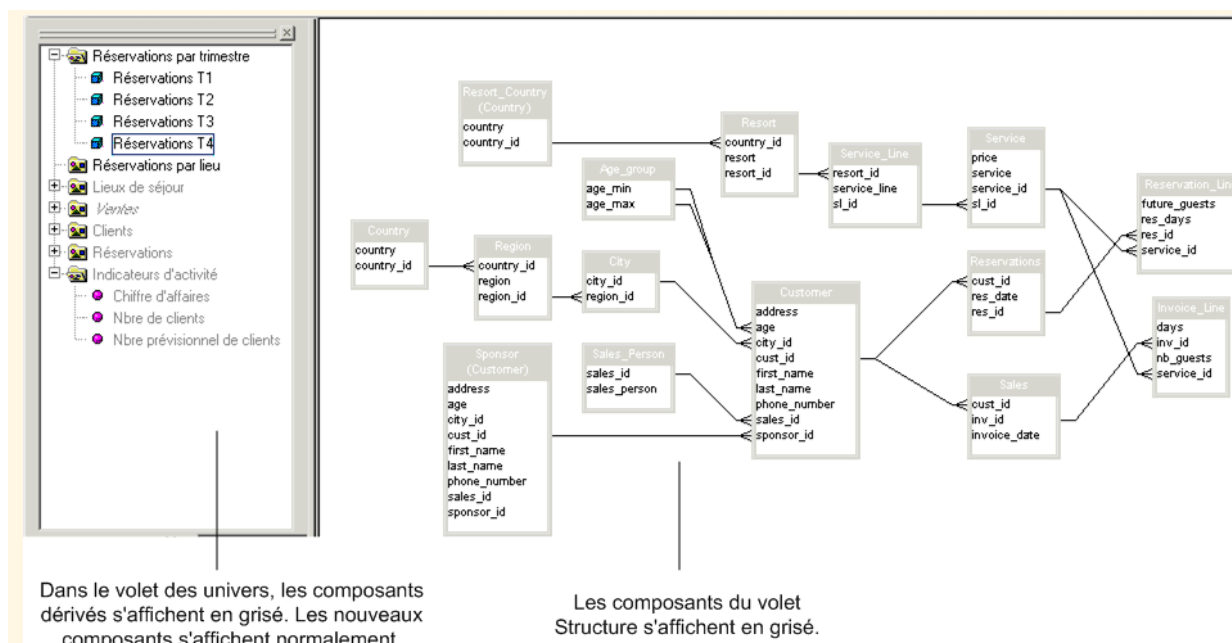 Réservations par trimestre
Réservations T1
Réservations T2
Réservations T3
Réservations T4
Réservations par lieu
Lieux de séjour
Ventes
Clients
Réservations
Indicateurs d'activité
Chiffre d'affaires
Nbre de clients
Nbre prévisionnel de clients
Resort_Country
(Country)
country
country_id
Resort
country_id
resort
resort_id
Service_Line
resort_id
service_line
sl_id
Service
price
service
service_id
sl_id
Reservation_Lin
future_guests
res_days
res_id
service_id
Age_group
age_min
age_max
Country
country
country_id
Region
country_id
region
region_id
City
city_id
region_id
Customer
address
age
city_id
cust_id
first_name
last_name
phone_number
sales_id
sponsor_id
Reservations
cust_id
res_date
res_id
Invoice_Line
days
inv_id
nb_guests
service_id
Sponsor
(Customer)
address
age
city_id
cust_id
first_name
last_name
phone_number
sales_id
sponsor_id
Sales_Person
sales_id
sales_person
Sales
cust_id
inv_id
invoice_date
Dans le volet des univers, les composants
dérivés s'affichent en grisé. Les nouveaux
composants s'affichent normalement
Les composants du volet
Structure s'affichent en grisé.